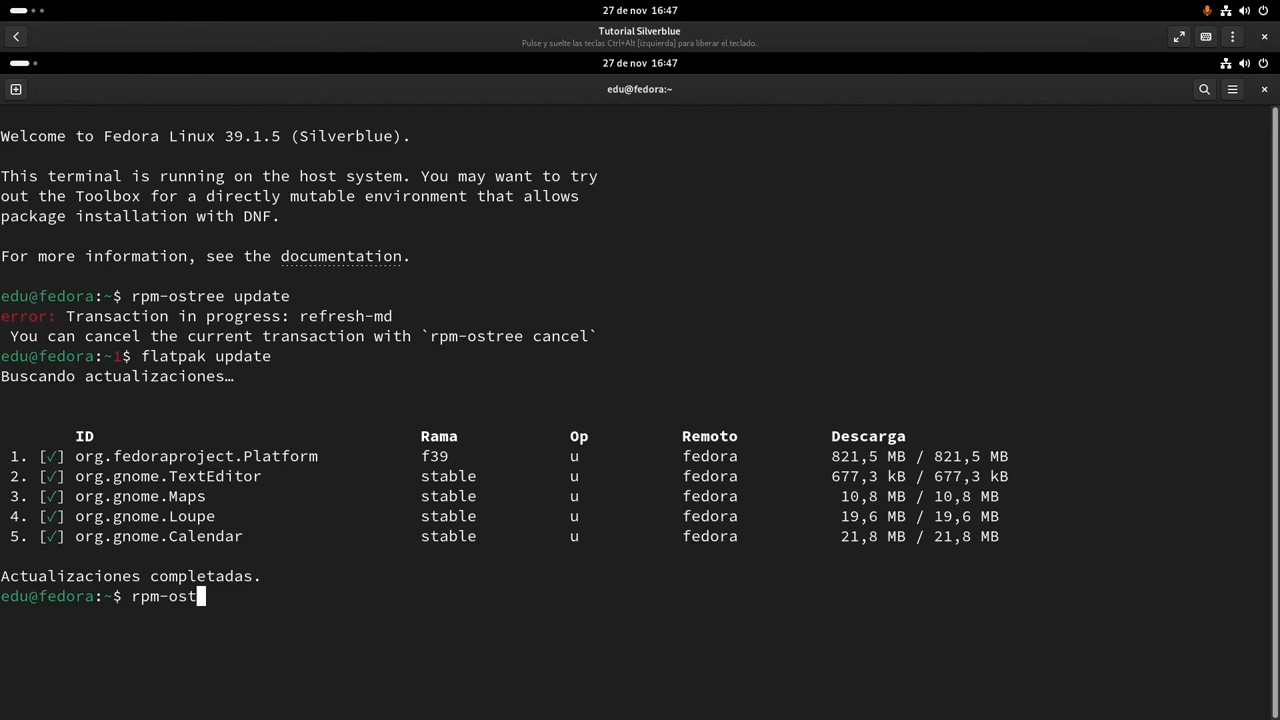 27 de nov 16:47
Tutorial Silverblue
Pulse y suelte las teclas Ctrl+Alt [izquierda] para liberar el teclado.
27 de nov 16:47
edu@fedora:~
Welcome to Fedora Linux 39.1.5 (Silverblue).
This terminal is running on the host system. You may want to try
out the Toolbox for a directly mutable environment that allows
package installation with DNF.
For more information, see the documentation.
edu@fedora:~$ rpm-ostree update
error: Transaction in progress: refresh-md
You can cancel the current transaction with `rpm-ostree cancel`
edu@fedora:~1$ flatpak update
Buscando actualizaciones…
ID Rama Op Remoto Descarga
1. [✓] org.fedoraproject.Platform f39 u fedora 821,5 MB / 821,5 MB
2. [✓] org.gnome.TextEditor stable u fedora 677,3 kB / 677,3 kB
3. [✓] org.gnome.Maps stable u fedora 10,8 MB / 10,8 MB
4. [✓] org.gnome.Loupe stable u fedora 19,6 MB / 19,6 MB
5. [✓] org.gnome.Calendar stable u fedora 21,8 MB / 21,8 MB
Actualizaciones completadas.
edu@fedora:~$ rpm-ost